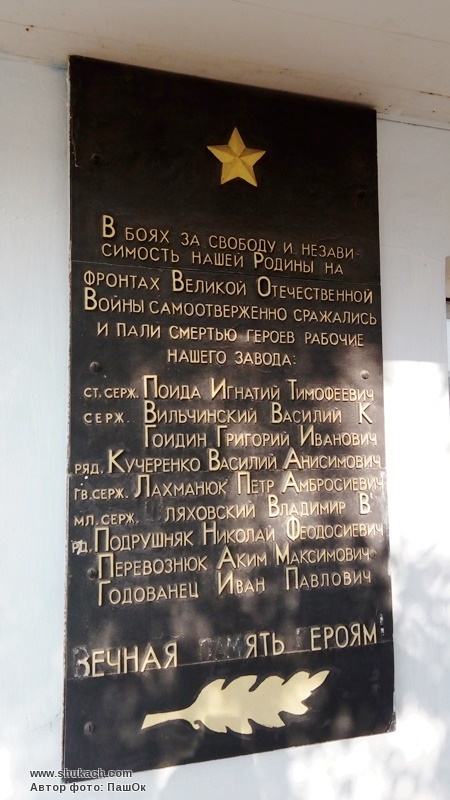 В боях за свободу и незави-
симость нашей Родины на
фронтах Великой Отечественной
Войны самоотверженно сражались
и пали смертью героев рабочие
нашего завода:
ст. серж. Поида Игнатий Тимофеевич
серж. Вильчинский Василий К
Гоидин Григорий Иванович
ряд. Кучеренко Василий Анисимович
гв. серж. Лахманюк Петр Амбросиевич
мл. серж. Шляховский Владимир В
рд. Подрушняк Николай Феодосиевич
Перевознюк Аким Максимович
Годованец Иван Павлович
Вечная память героям!
www.shukach.com
Автор фото: ПашОк